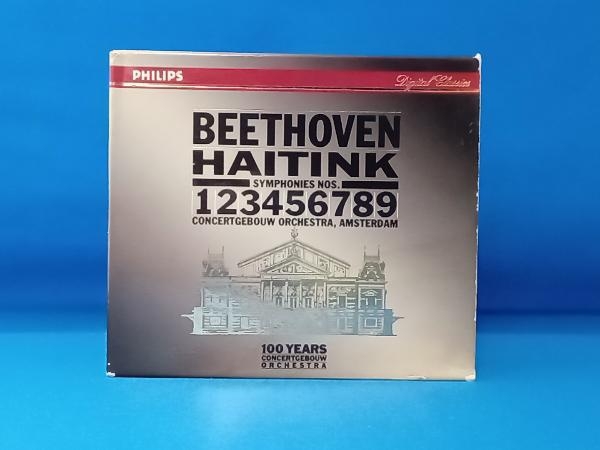 PHILIPS
Digital Classics
BEETHOVEN
HAITINK
SYMPHONIES NOS.
123456789
CONCERTGEBOUW ORCHESTRA, AMSTERDAM
100 YEARS
CONCERTGEBOUW
ORCHESTRA